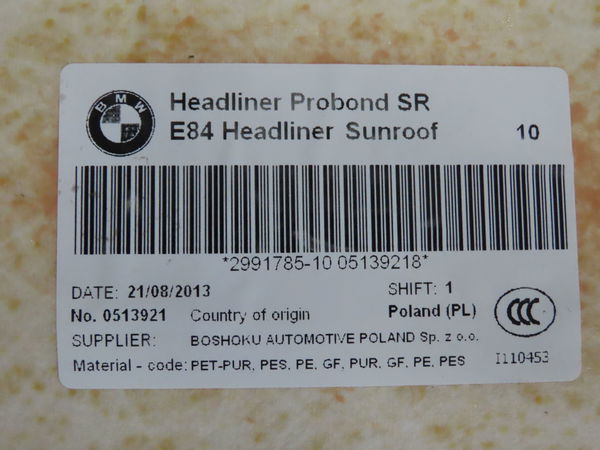 BMW
Headliner Probond SR
E84 Headliner Sunroof 10
*2991785-10 05139218*
DATE: 21/08/2013 SHIFT: 1
No. 0513921 Country of origin Poland (PL)
SUPPLIER: BOSHOKU AUTOMOTIVE POLAND Sp. z o.o.
Material - code: PET-PUR, PES, PE, GF, PUR, GF, PE, PES I110453
CCC